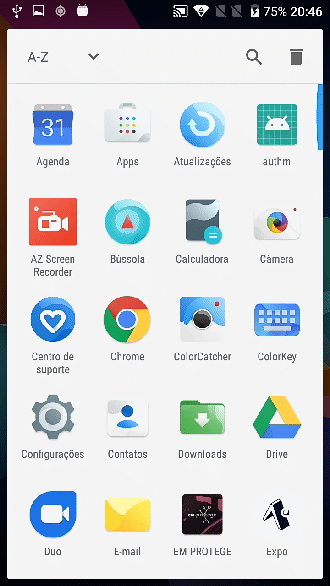 75% 20:46
A-Z
31
Agenda
Apps
Atualizações
authm
AZ Screen
Recorder
Bússola
Calculadora
Câmera
Centro de
suporte
Chrome
ColorCatcher
ColorKey
Configurações
Contatos
Downloads
Drive
Duo
E-mail
EM PROTEGE
Expo